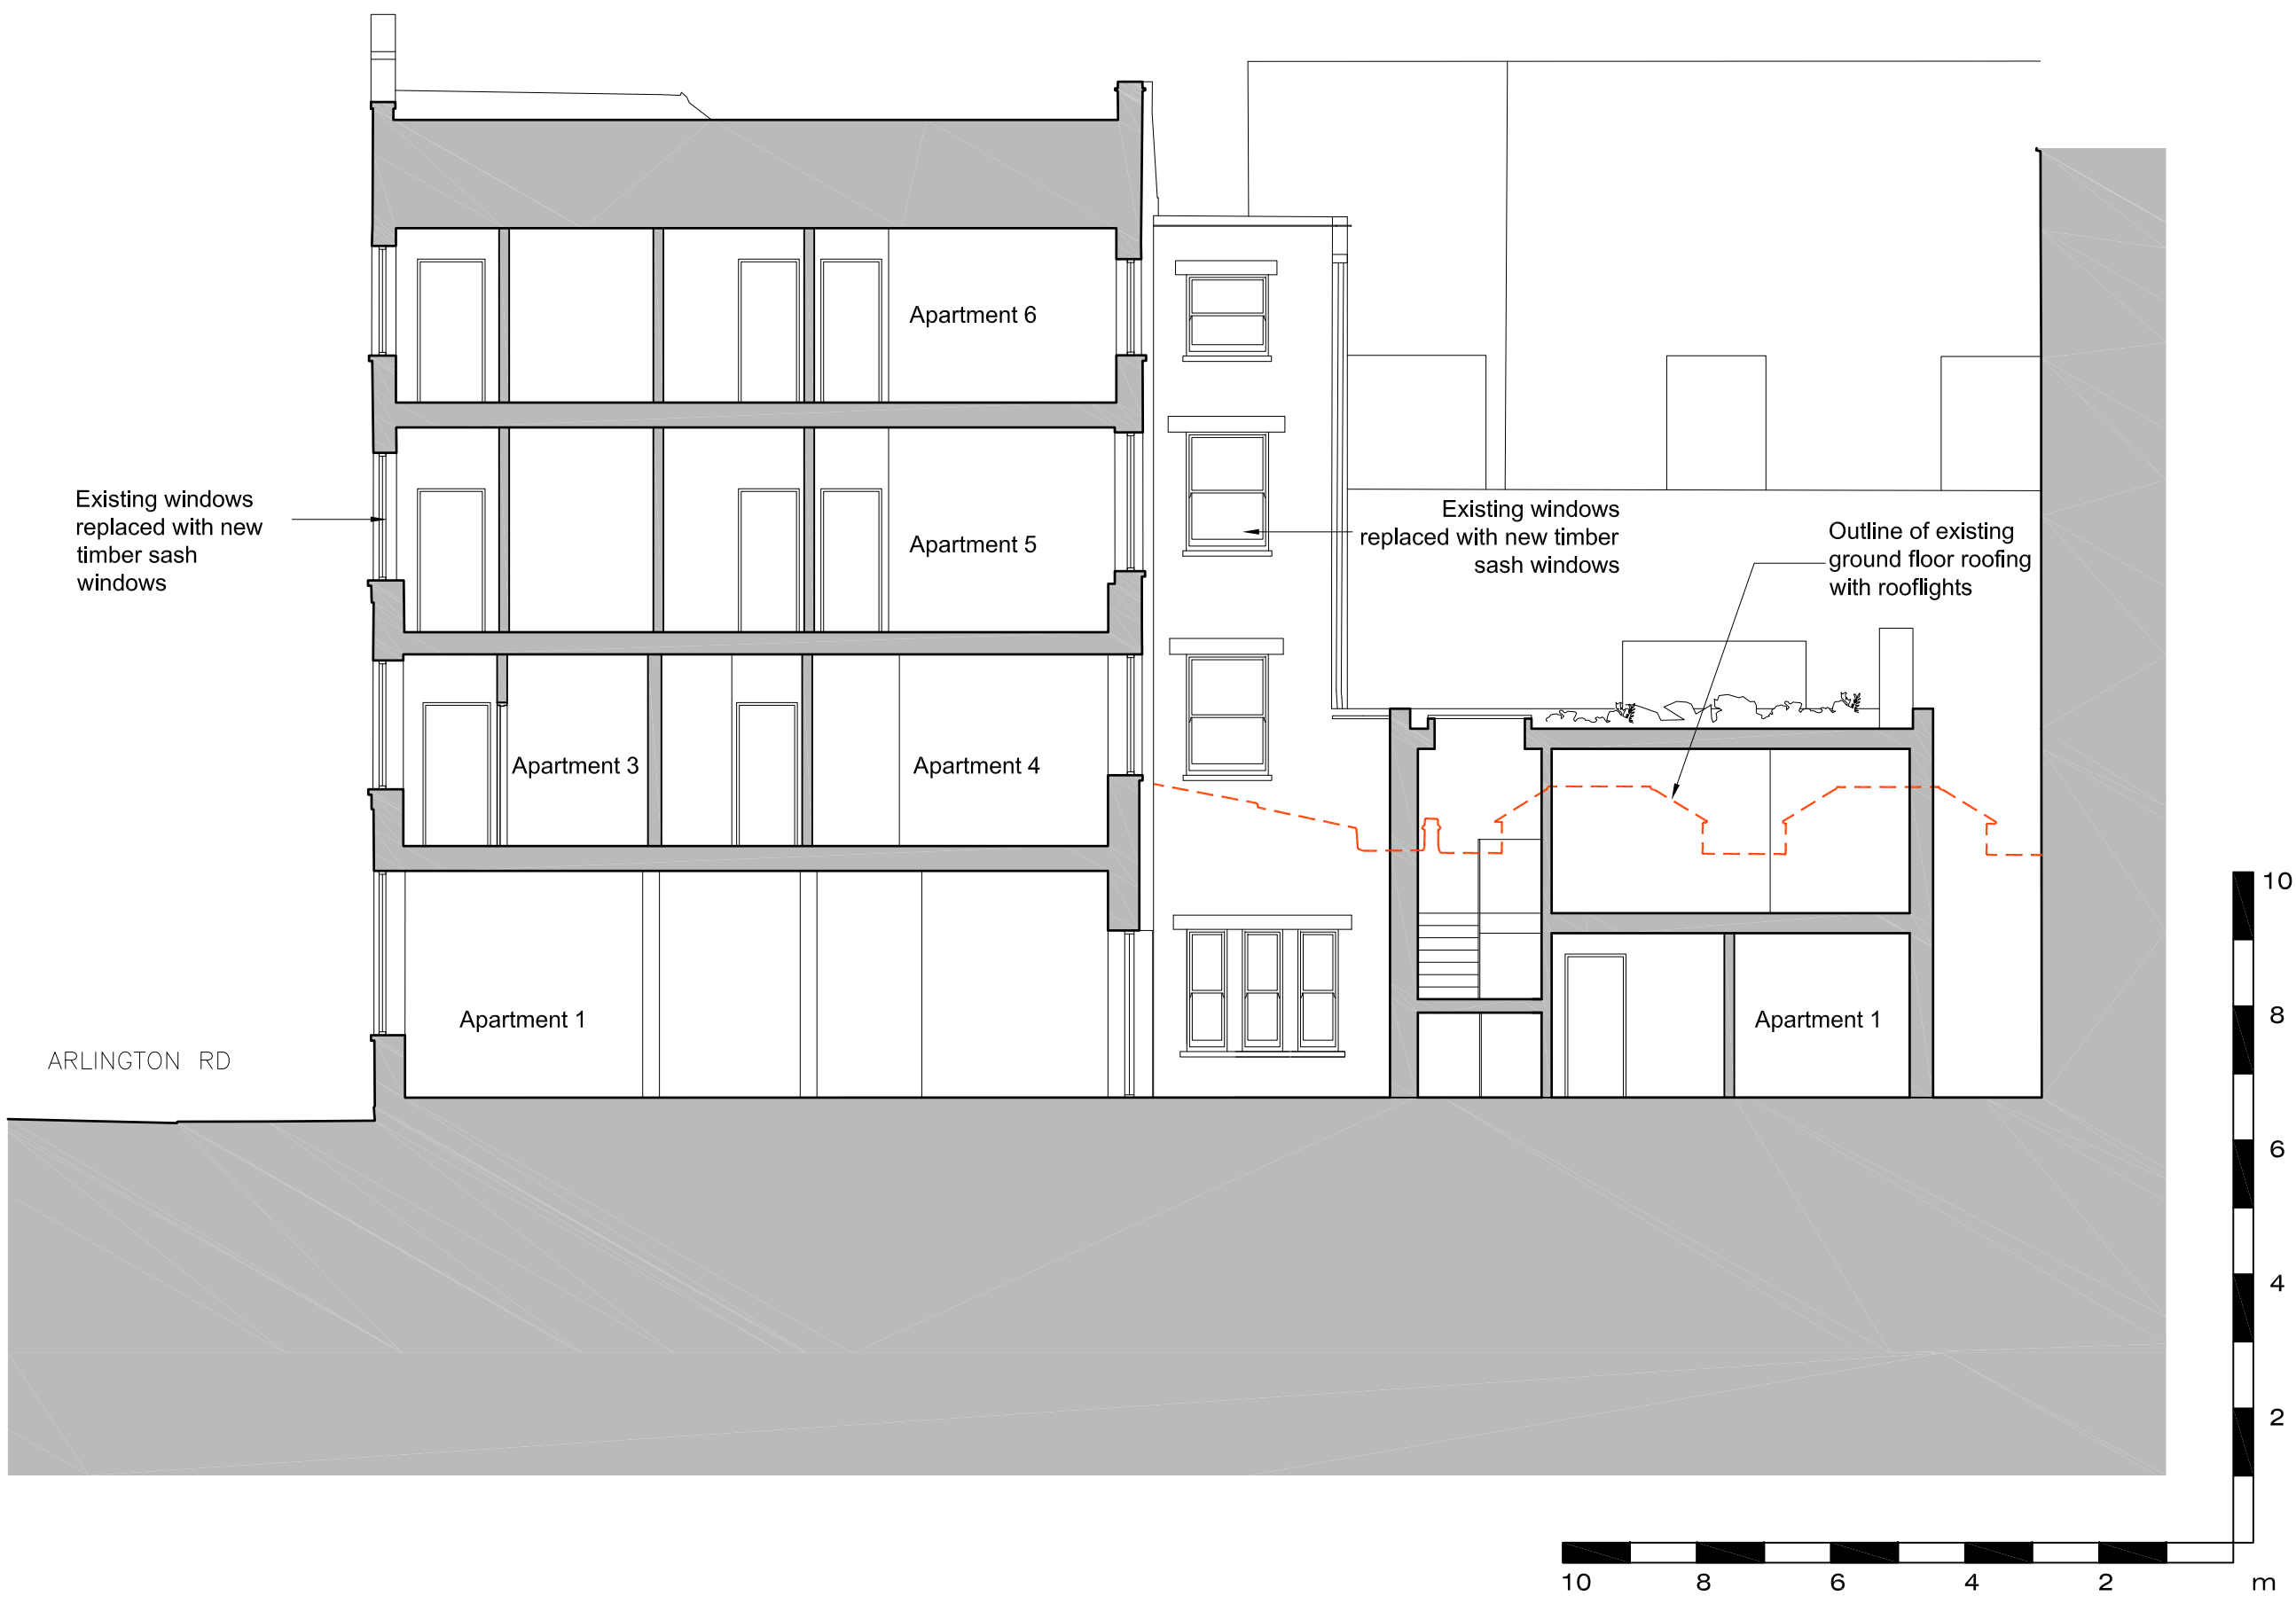 Apartment 6
Existing windows
replaced with new
timber sash
windows
Apartment 5
Existing windows
replaced with new timber
sash windows
Outline of existing
ground floor roofing
with rooflights
Apartment 3
Apartment 4
Apartment 1
Apartment 1
ARLINGTON RD
10
8
6
4
2
10
8
6
4
2
m